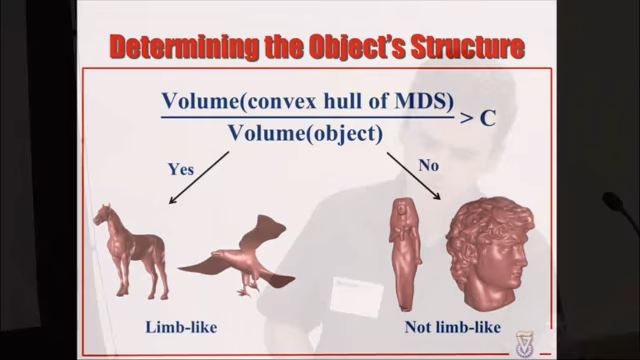 Determining the Object's Structure
Volume(convex hull of MDS)
Volume(object)
> C
Yes
No
Limb-like
Not limb-like